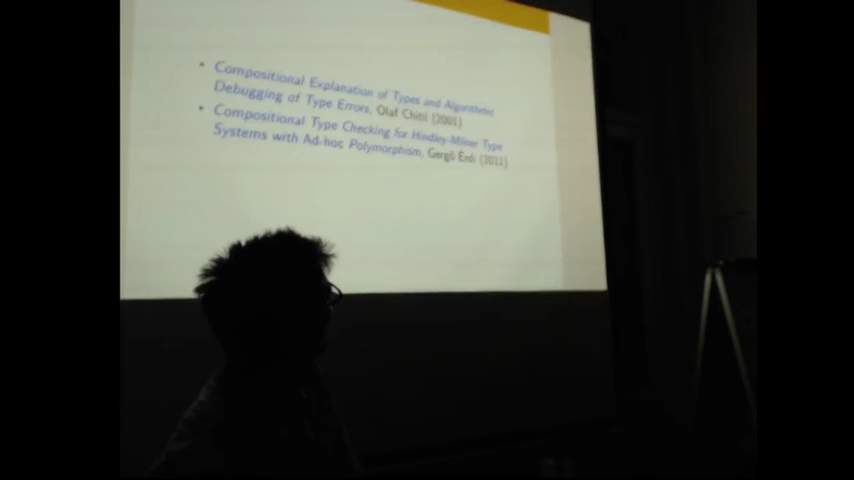 • Compositional Explanation of Types and Algorithmic
Debugging of Type Errors, Olaf Chitil (2001)
• Compositional Type Checking for Hindley-Milner Type
Systems with Ad-hoc Polymorphism, Gergő Érdi (2011)